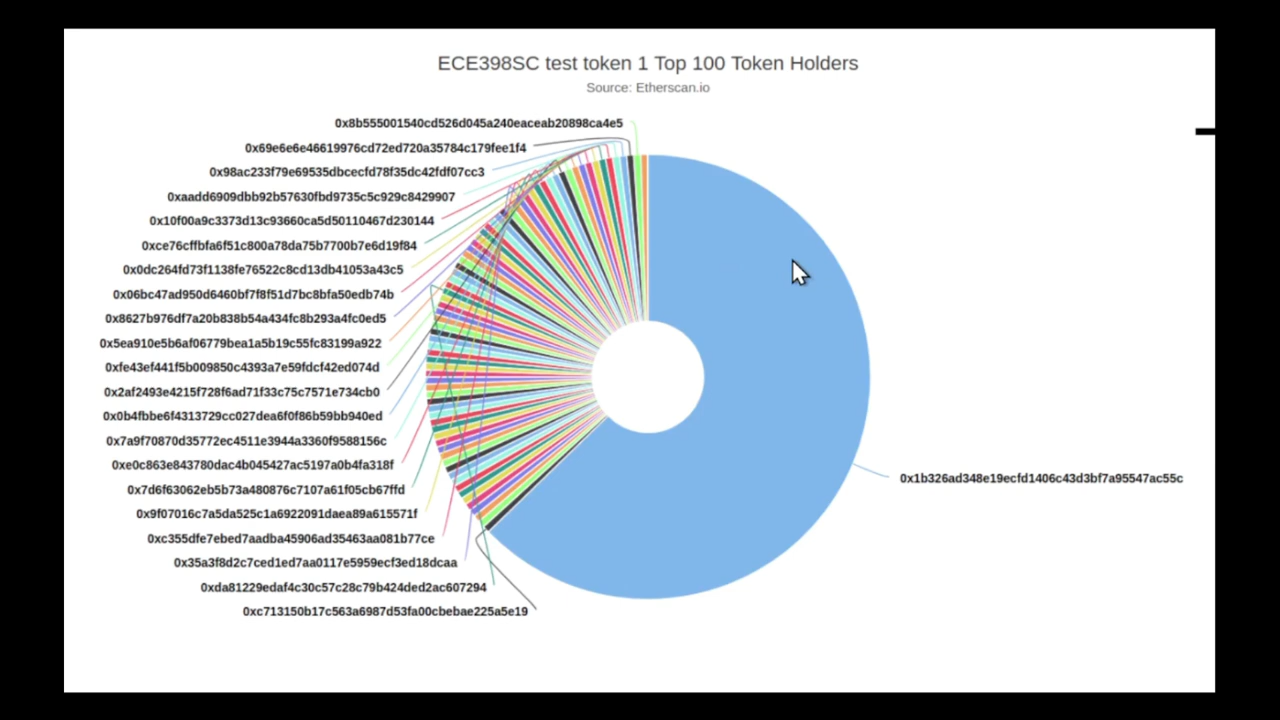 ECE398SC test token 1 Top 100 Token Holders
Source: Etherscan.io
0x8b555001540cd526d045a240eaceab20898ca4e5
0x69e6e6e46619976cd72ed720a35784c179fee1f4
0x98ac233f79e69535dbcecfd78f35dc42fdf07cc3
0xaadd6909dbb92b57630fbd9735c5c929c8429907
0x10f00a9c3373d13c93660ca5d50110467d230144
0xce76cffbfa6f51c800a78da75b7700b7e6d19f84
0x0dc264fd73f1138fe76522c8cd13db41053a43c5
0x06bc47ad950d6460bf7f8f51d7bc8bfa50edb74b
0x8627b976df7a20b838b54a434fc8b293a4fc0ed5
0x5ea910e5b6af06779bea1a5b19c55fc83199a922
0xfe43ef441f5b009850c4393a7e59fdcf42ed074d
0x2af2493e4215f728f6ad71f33c75c7571e734cb0
0x0b4fbbe6f4313729cc027dea6f0f86b59bb940ed
0x7a9f70870d35772ec4511e3944a3360f9588156c
0xe0c863e843780dac4b045427ac5197a0b4fa318f
0x1b326ad348e19ecfd1406c43d3bf7a95547ac55c
0x7d6f63062eb5b73a480876c7107a61f05cb67ffd
0x9f07016c7a5da525c1a6922091daea89a615571f
0xc355dfe7ebed7aadba45906ad35463aa081b77ce
0x35a3f8d2c7ced1ed7aa0117e5959ecf3ed18dcaa
0xda81229edaf4c30c57c28c79b424ded2ac607294
0xc713150b17c563a6987d53fa00cbebae225a5e19